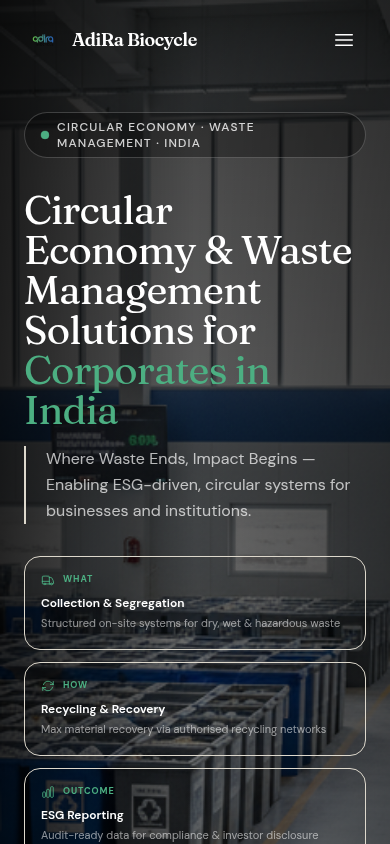 adira
AdiRa Biocycle
CIRCULAR ECONOMY · WASTE
MANAGEMENT · INDIA
Circular
Economy & Waste
Management
Solutions for
Corporates in
India
60%
Where Waste Ends, Impact Begins —
Enabling ESG-driven, circular systems for
businesses and institutions.
WHAT
Collection & Segregation
Structured on-site systems for dry, wet & hazardous waste
HOW
Recycling & Recovery
Max material recovery via authorised recycling networks
OUTCOME
ESG Reporting
Audit-ready data for compliance & investor disclosure